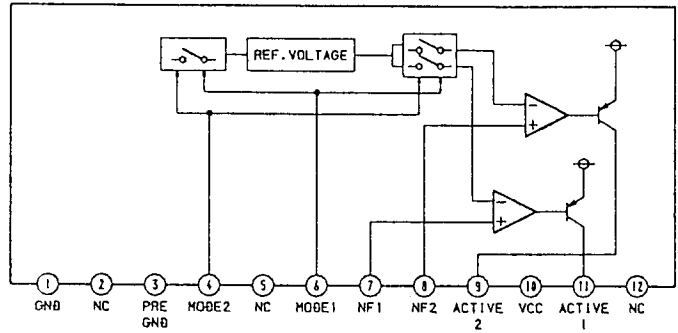 REF.VOLTAGE
−
+
−
+
1 2 3 4 5 6 7 8 9 10 11 12
GND NC PRE GND MODE2 NC MODE1 NF1 NF2 ACTIVE 2 VCC ACTIVE 1 NC